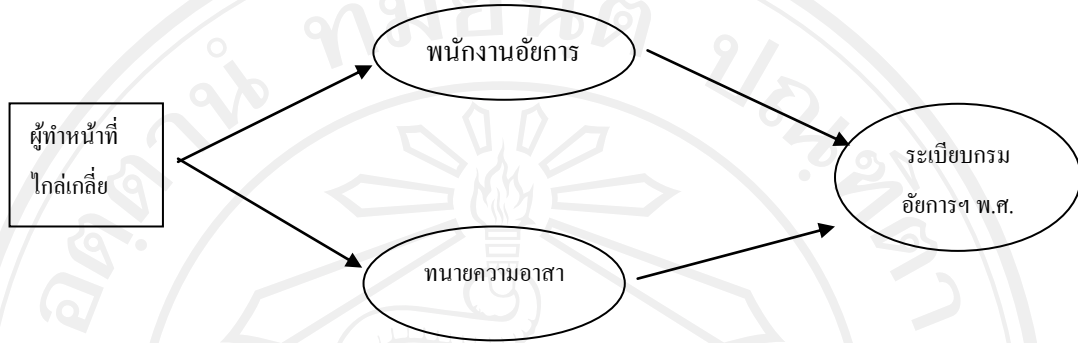 พนักงานอัยการ
ผู้ทำหน้าที่
ไกล่เกลี่ย
ระเบียบกรม
อัยการฯ พ.ศ.
ทนายความอาสา